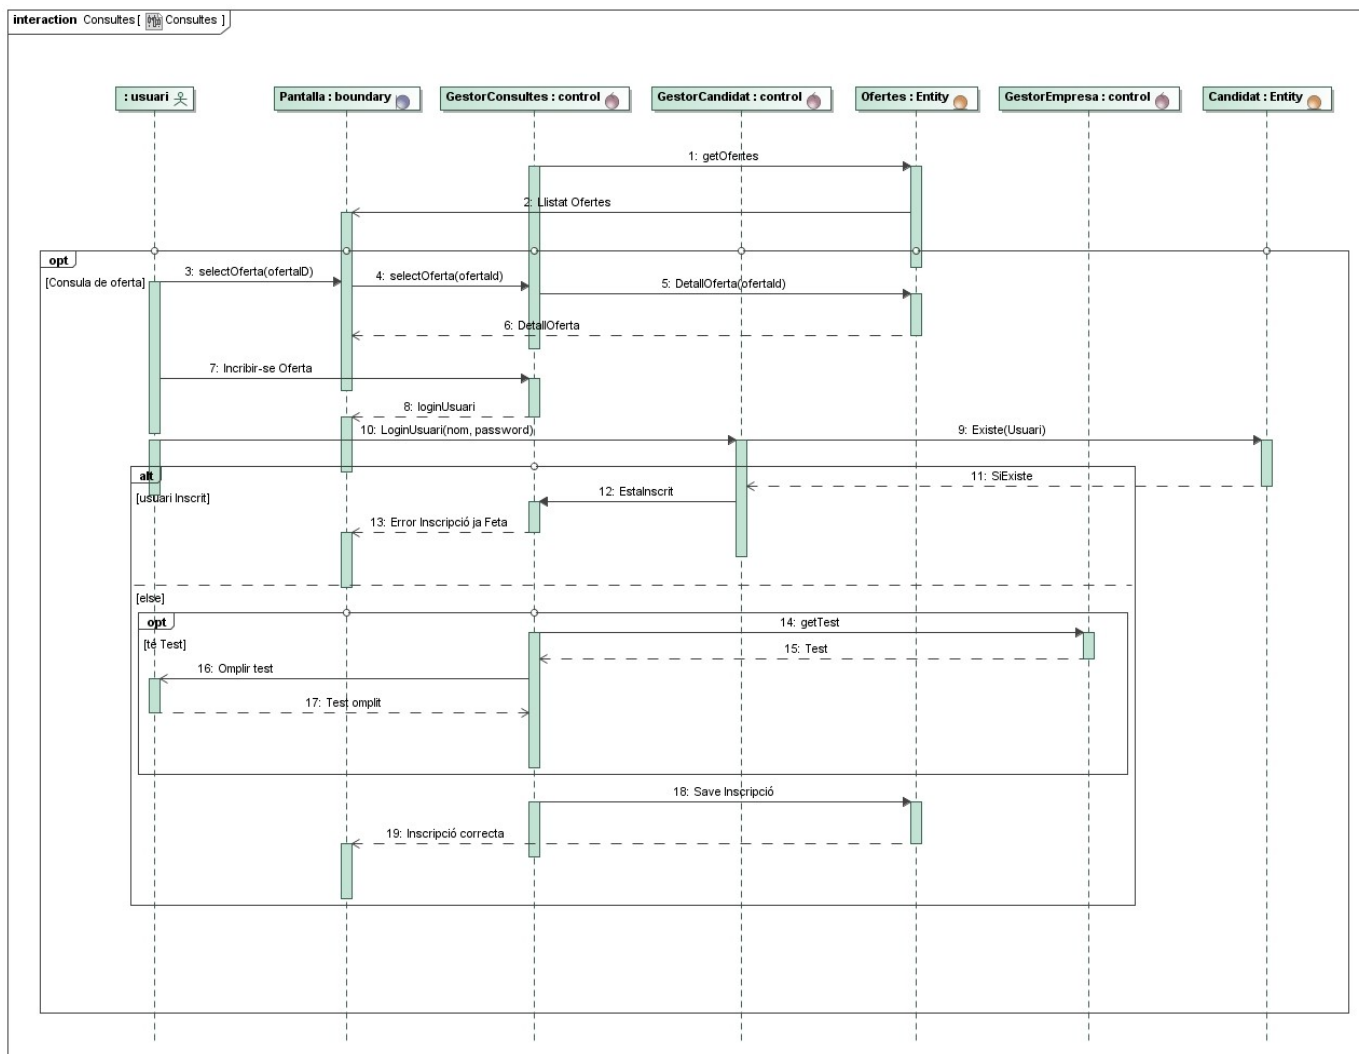 interaction Consultes [ Consultes ]
: usuari
Pantalla : boundary
GestorConsultes : control
GestorCandidat : control
Ofertes : Entity
GestorEmpresa : control
Candidat : Entity
1: getOfertes
2: Llistat Ofertes
opt
[Consula de oferta]
3: selectOferta(ofertaID)
4: selectOferta(ofertaId)
5: DetallOferta(ofertaId)
6: DetallOferta
7: Incribir-se Oferta
8: loginUsuari
10: LoginUsuari(nom, password)
9: Existe(Usuari)
alt
[usuari Inscrit]
11: SiExiste
12: EstaInscrit
13: Error Inscripció ja Feta
[else]
opt
[té Test]
14: getTest
15: Test
16: Omplir test
17: Test omplit
18: Save Inscripció
19: Inscripció correcta